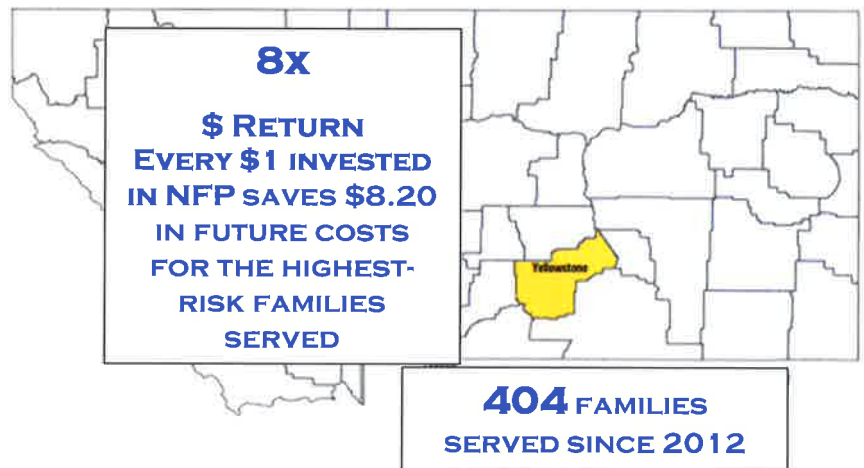 8x
$ RETURN
EVERY $1 INVESTED
IN NFP SAVES $8.20
IN FUTURE COSTS
FOR THE HIGHEST-
RISK FAMILIES
SERVED
Yellowstone
404 FAMILIES
SERVED SINCE 2012